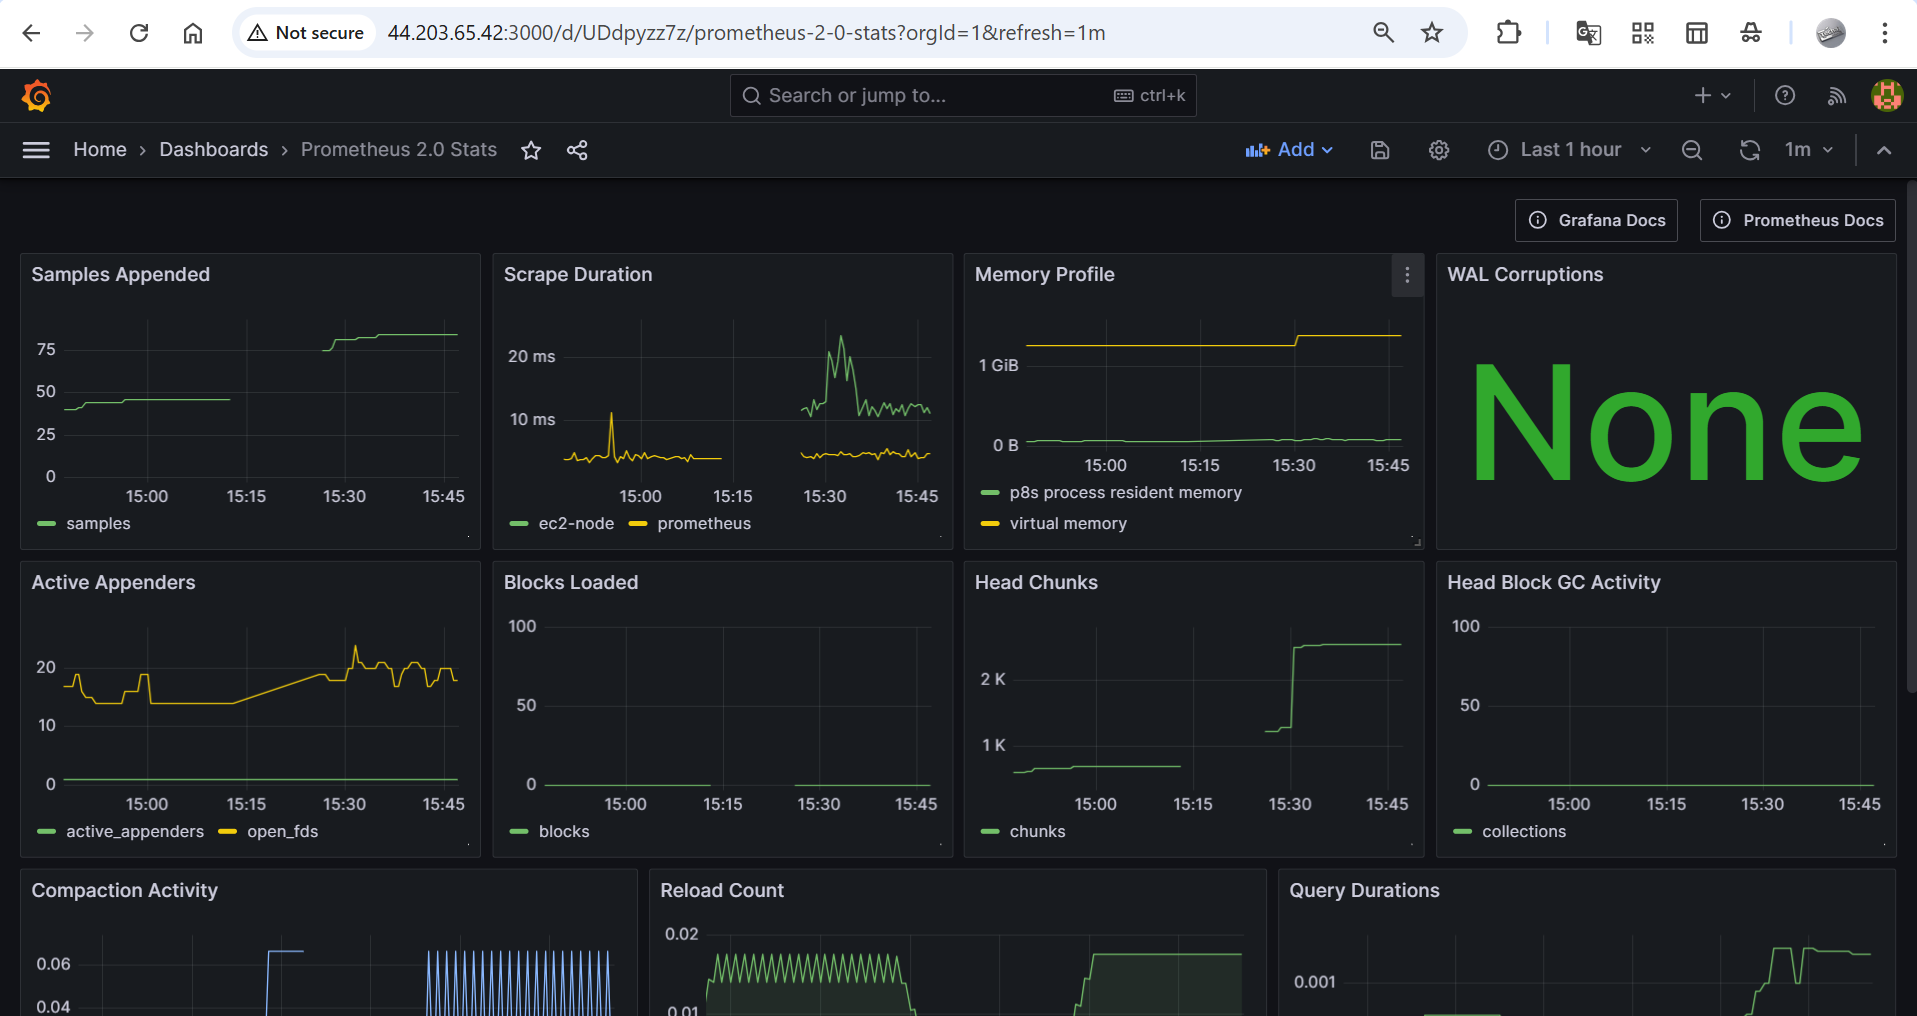 Not secure 44.203.65.42:3000/d/UDdpyzz7z/prometheus-2-0-stats?orgId=1&refresh=1m
Search or jump to... ctrl+k
Home › Dashboards › Prometheus 2.0 Stats Add Last 1 hour 1m
Grafana Docs Prometheus Docs
Samples Appended
75
50
25
0
15:00 15:15 15:30 15:45
samples
Scrape Duration
20 ms
10 ms
15:00 15:15 15:30 15:45
ec2-node prometheus
Memory Profile
1 GiB
0 B
15:00 15:15 15:30 15:45
p8s process resident memory
virtual memory
WAL Corruptions
None
Active Appenders
20
10
0
15:00 15:15 15:30 15:45
active_appenders open_fds
Blocks Loaded
100
50
0
15:00 15:15 15:30 15:45
blocks
Head Chunks
2 K
1 K
15:00 15:15 15:30 15:45
chunks
Head Block GC Activity
100
50
0
15:00 15:15 15:30 15:45
collections
Compaction Activity
0.06
0.04
Reload Count
0.02
0.01
Query Durations
0.001